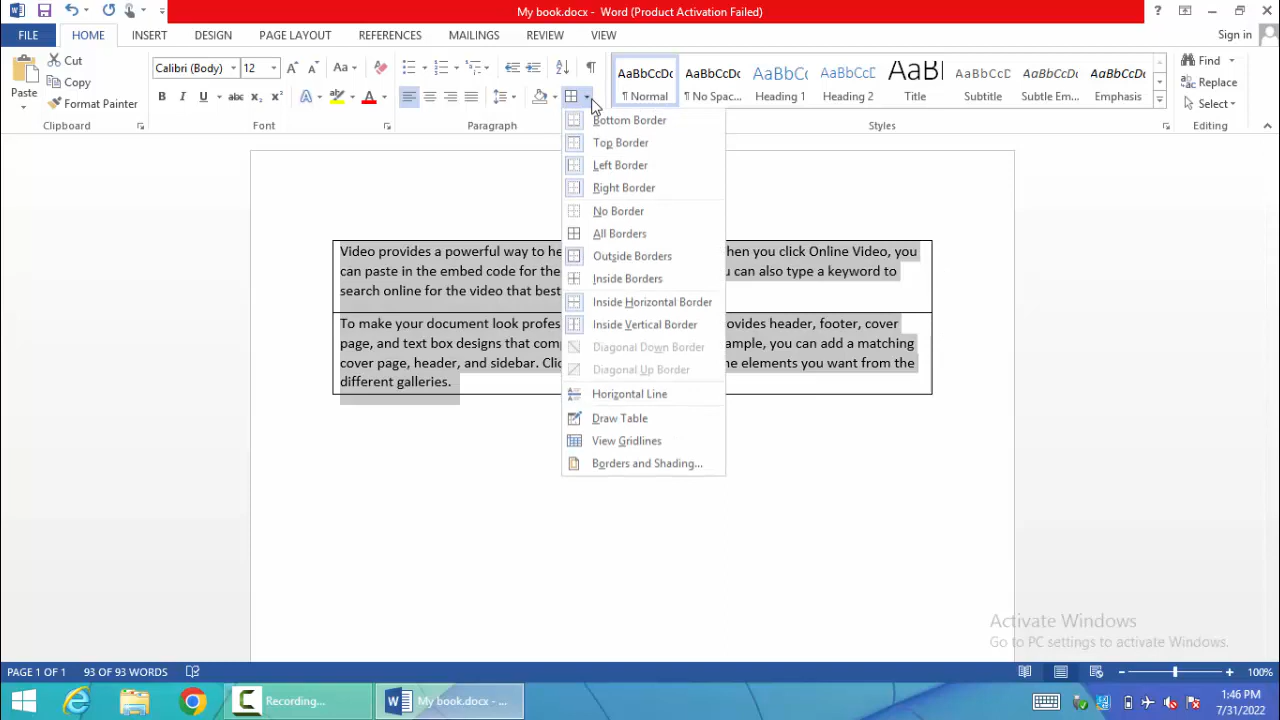 My book.docx - Word (Product Activation Failed)
FILE HOME INSERT DESIGN PAGE LAYOUT REFERENCES MAILINGS REVIEW VIEW Sign in
Paste
Cut
Copy
Format Painter
Clipboard
Calibri (Body) 12
Font
Paragraph
AaBbCcDc AaBbCcDc AaBbCc AaBbCcC AaBl AaBbCcD AaBbCcDc AaBbCcDc
¶ Normal ¶ No Spac... Heading 1 Heading 2 Title Subtitle Subtle Em... Emphasis
Styles
Find
Replace
Select
Editing
Bottom Border
Top Border
Left Border
Right Border
No Border
All Borders
Outside Borders
Inside Borders
Inside Horizontal Border
Inside Vertical Border
Diagonal Down Border
Diagonal Up Border
Horizontal Line
Draw Table
View Gridlines
Borders and Shading...
Video provides a powerful way to he hen you click Online Video, you
can paste in the embed code for the u can also type a keyword to
search online for the video that best
To make your document look profes ovides header, footer, cover
page, and text box designs that com ample, you can add a matching
cover page, header, and sidebar. Clic e elements you want from the
different galleries.
Activate Windows
Go to PC settings to activate Windows.
PAGE 1 OF 1 93 OF 93 WORDS 100%
Recording... My book.docx - ... 1:46 PM
7/31/2022